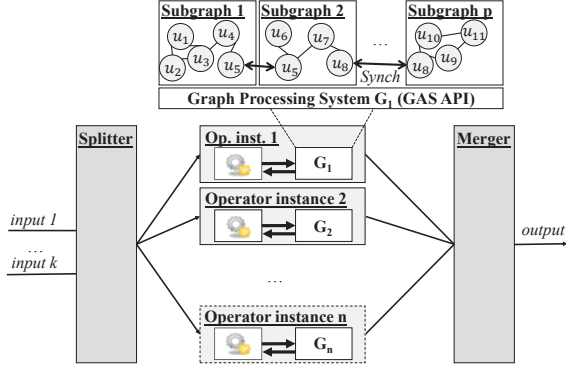 Subgraph 1 Subgraph 2 Subgraph p
u1 u4 u6 u7 ... u10 u11
u2 u3 u5 u5 u8 u8 u9
Synch
Graph Processing System G1 (GAS API)
Splitter Op. inst. 1 Merger
G1
Operator instance 2
input 1 G2 output
...
input k
...
Operator instance n
Gn